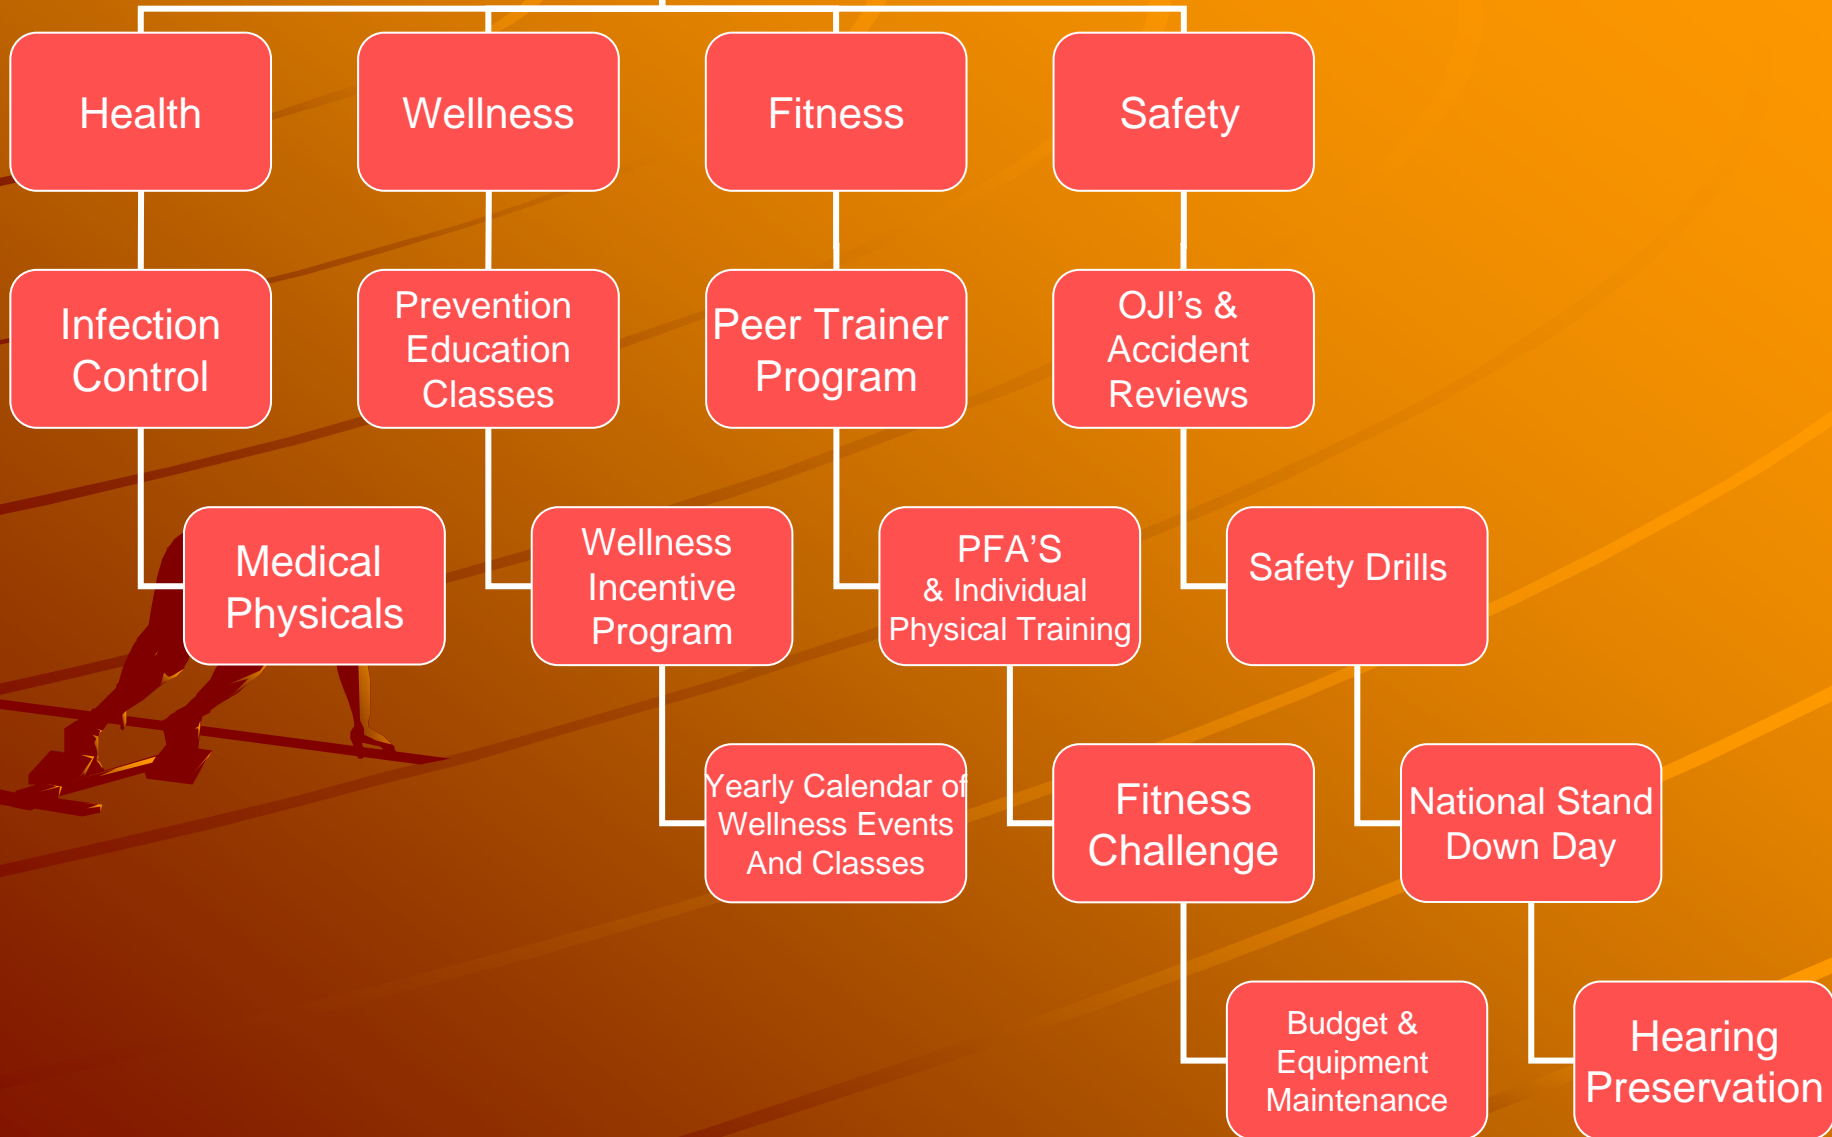 Health
Wellness
Fitness
Safety
Infection
Control
Prevention
Education
Classes
Peer Trainer
Program
OJI’s &
Accident
Reviews
Medical
Physicals
Wellness
Incentive
Program
PFA’S
& Individual
Physical Training
Safety Drills
Yearly Calendar of
Wellness Events
And Classes
Fitness
Challenge
National Stand
Down Day
Budget &
Equipment
Maintenance
Hearing
Preservation